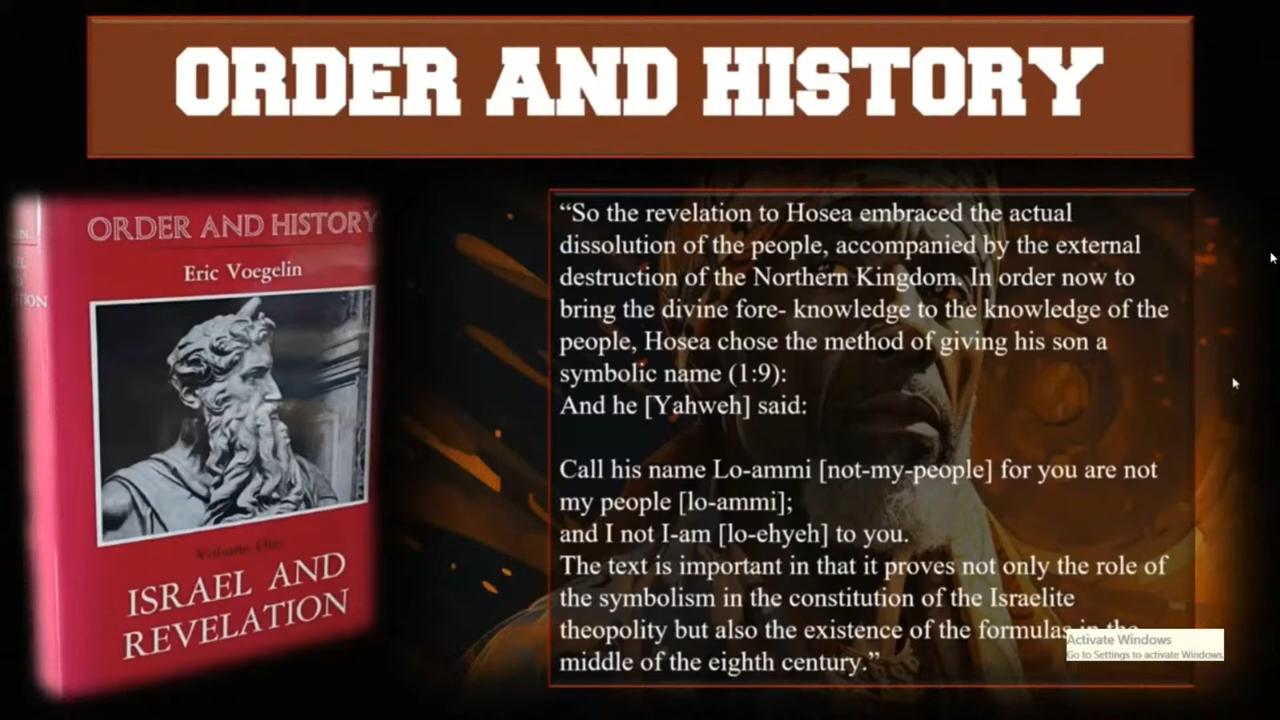 ORDER AND HISTORY
ORDER AND HISTORY
Eric Voegelin
Volume One
ISRAEL AND
REVELATION
“So the revelation to Hosea embraced the actual
dissolution of the people, accompanied by the external
destruction of the Northern Kingdom. In order now to
bring the divine fore- knowledge to the knowledge of the
people, Hosea chose the method of giving his son a
symbolic name (1:9):
And he [Yahweh] said:
Call his name Lo-ammi [not-my-people] for you are not
my people [lo-ammi];
and I not I-am [lo-ehyeh] to you.
The text is important in that it proves not only the role of
the symbolism in the constitution of the Israelite
theopolity but also the existence of the formulas in the
middle of the eighth century.”
Activate Windows
Go to Settings to activate Windows.